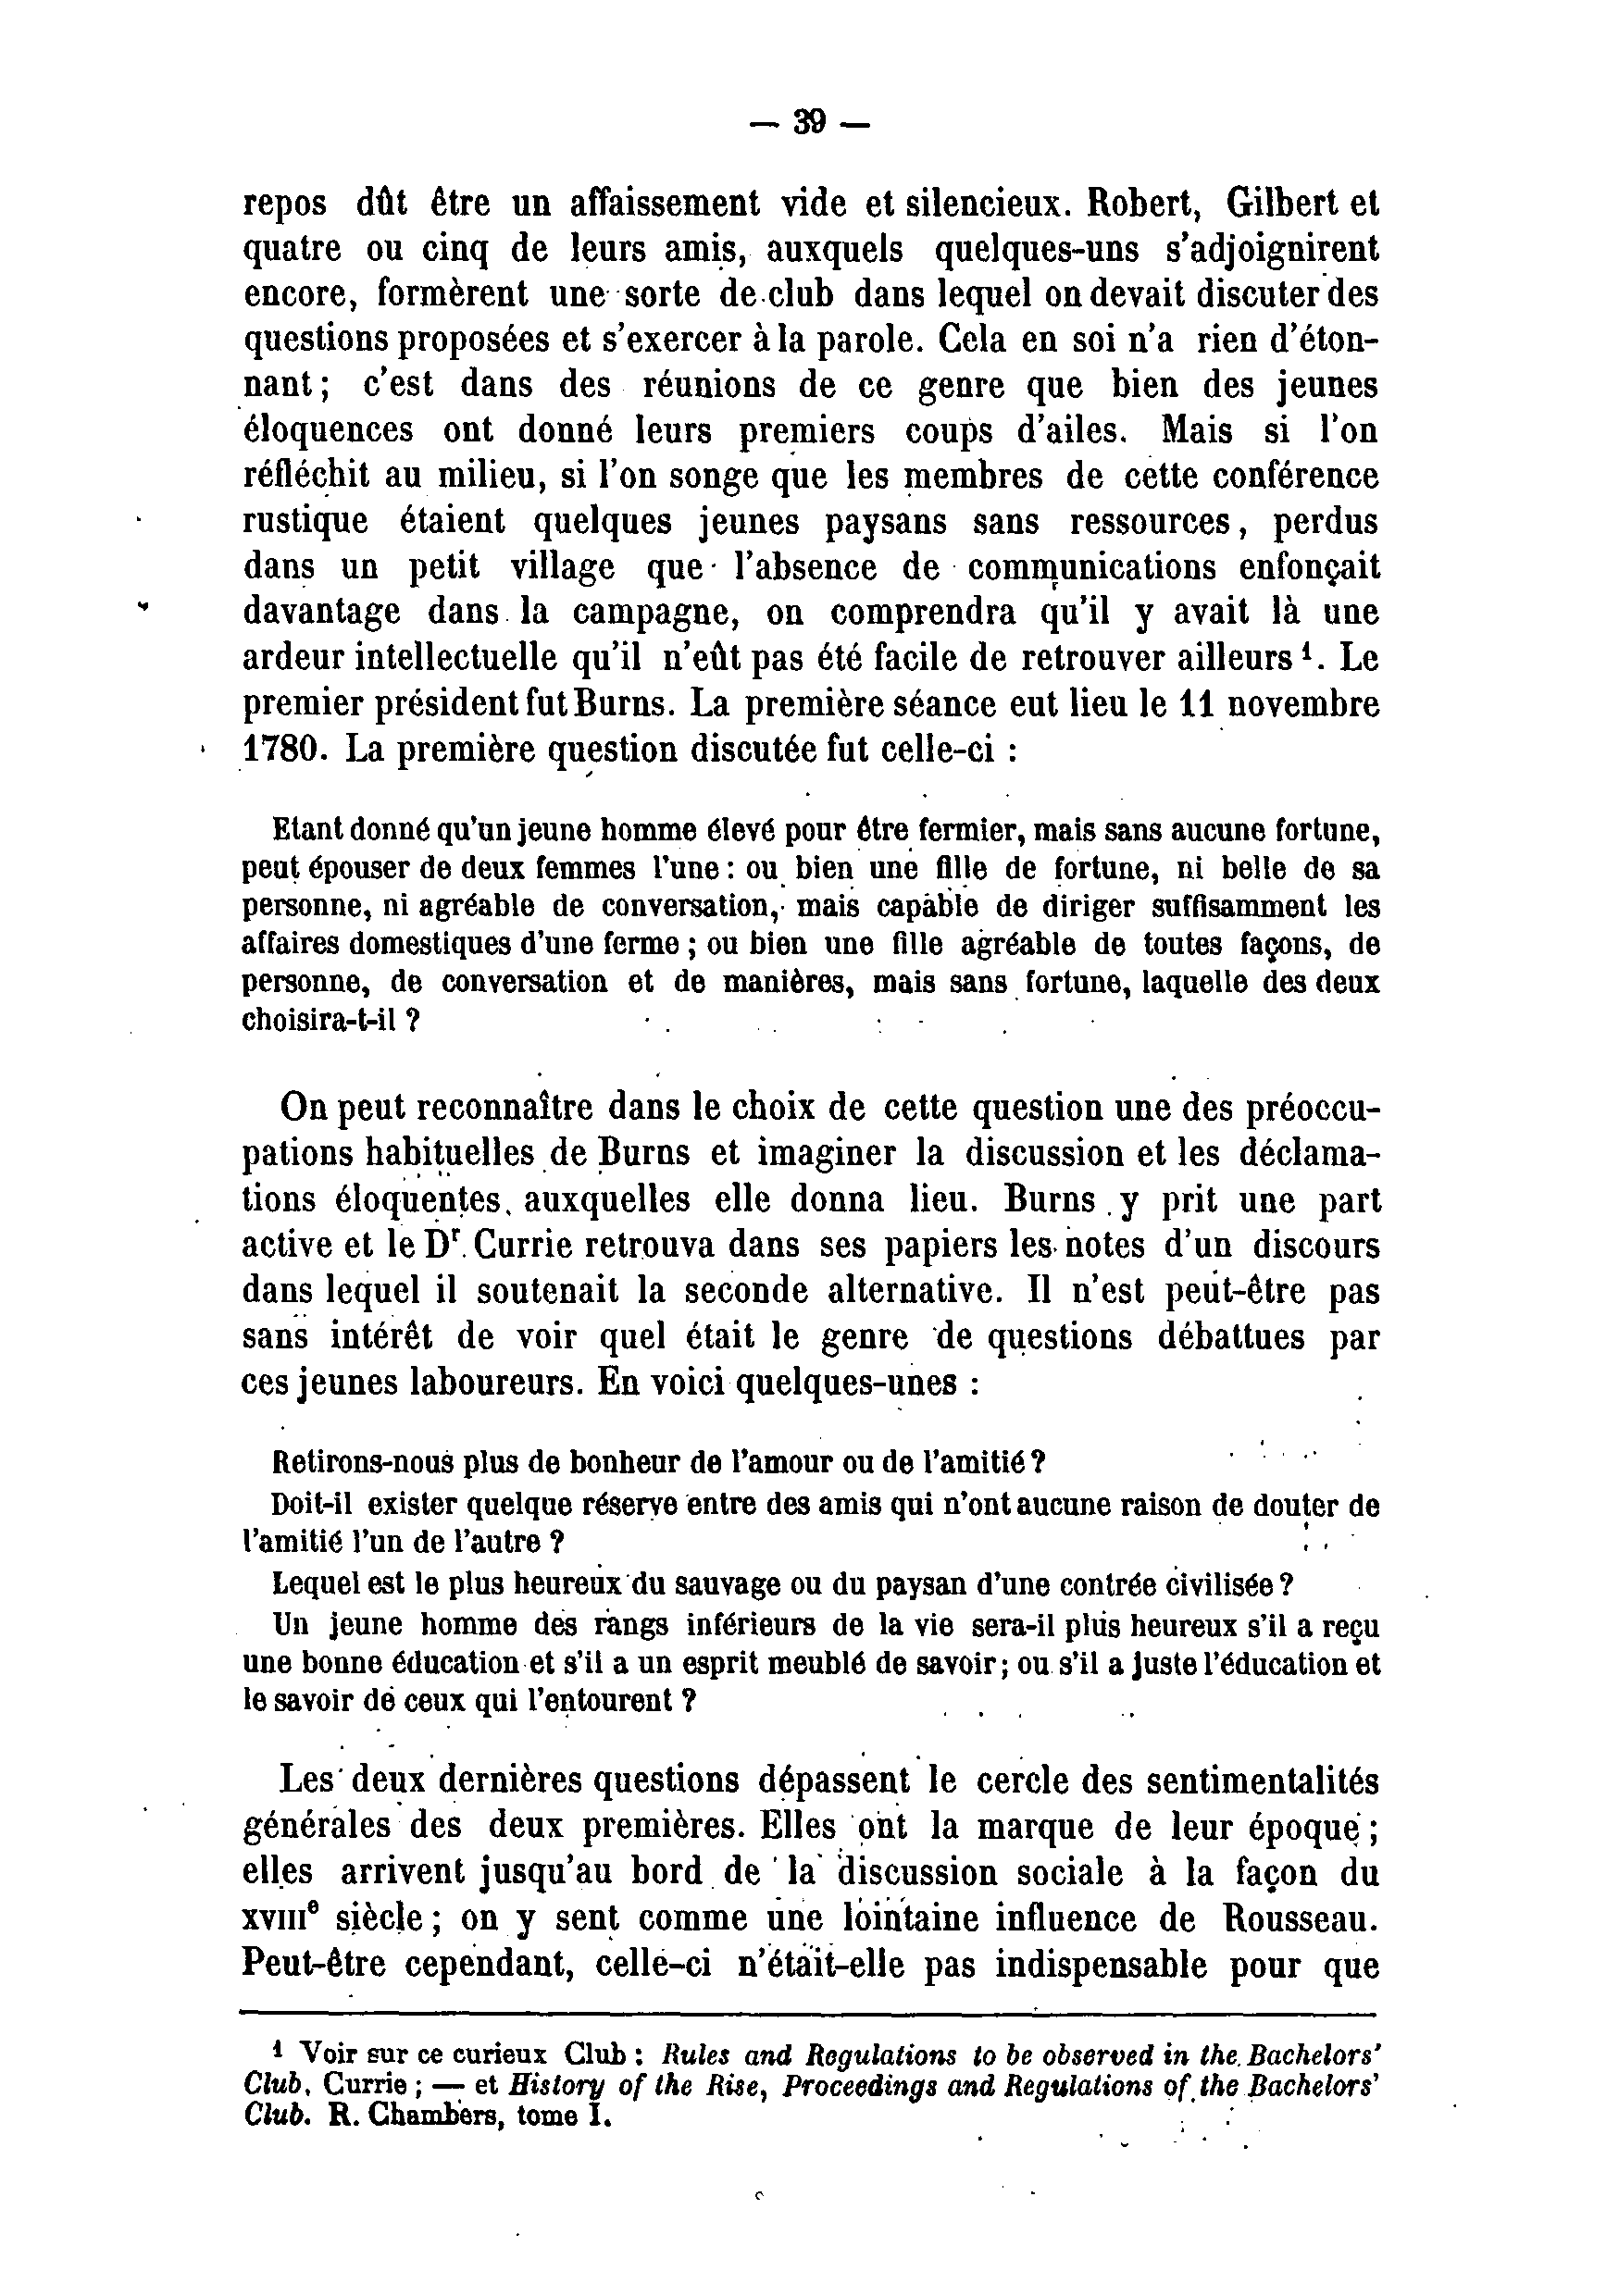 — 39 —
repos dût être un affaissement vide et silencieux. Robert, Gilbert et
quatre ou cinq de leurs amis, auxquels quelques-uns s'adjoignirent
encore, formèrent une sorte de club dans lequel on devait discuter des
questions proposées et s'exercer à la parole. Cela en soi n'a rien d'éton-
nant ; c'est dans des réunions de ce genre que bien des jeunes
éloquences ont donné leurs premiers coups d'ailes. Mais si l'on
réfléchit au milieu, si l'on songe que les membres de cette conférence
rustique étaient quelques jeunes paysans sans ressources, perdus
dans un petit village que l'absence de communications enfonçait
davantage dans la campagne, on comprendra qu'il y avait là une
ardeur intellectuelle qu'il n'eût pas été facile de retrouver ailleurs ¹. Le
premier président fut Burns. La première séance eut lieu le 11 novembre
1780. La première question discutée fut celle-ci :
Etant donné qu'un jeune homme élevé pour être fermier, mais sans aucune fortune,
peut épouser de deux femmes l'une : ou bien une fille de fortune, ni belle de sa
personne, ni agréable de conversation, mais capable de diriger suffisamment les
affaires domestiques d'une ferme ; ou bien une fille agréable de toutes façons, de
personne, de conversation et de manières, mais sans fortune, laquelle des deux
choisira-t-il ?
On peut reconnaître dans le choix de cette question une des préoccu-
pations habituelles de Burns et imaginer la discussion et les déclama-
tions éloquentes auxquelles elle donna lieu. Burns y prit une part
active et le Dʳ Currie retrouva dans ses papiers les notes d'un discours
dans lequel il soutenait la seconde alternative. Il n'est peut-être pas
sans intérêt de voir quel était le genre de questions débattues par
ces jeunes laboureurs. En voici quelques-unes :
Retirons-nous plus de bonheur de l'amour ou de l'amitié ?
Doit-il exister quelque réserve entre des amis qui n'ont aucune raison de douter de
l'amitié l'un de l'autre ?
Lequel est le plus heureux du sauvage ou du paysan d'une contrée civilisée ?
Un jeune homme des rangs inférieurs de la vie sera-il plus heureux s'il a reçu
une bonne éducation et s'il a un esprit meublé de savoir ; ou s'il a juste l'éducation et
le savoir de ceux qui l'entourent ?
Les deux dernières questions dépassent le cercle des sentimentalités
générales des deux premières. Elles ont la marque de leur époque ;
elles arrivent jusqu'au bord de la discussion sociale à la façon du
xviiiᵉ siècle ; on y sent comme une lointaine influence de Rousseau.
Peut-être cependant, celle-ci n'était-elle pas indispensable pour que
¹ Voir sur ce curieux Club : Rules and Regulations to be observed in the Bachelors'
Club, Currie ; — et History of the Rise, Proceedings and Regulations of the Bachelors'
Club. R. Chambers, tome I.